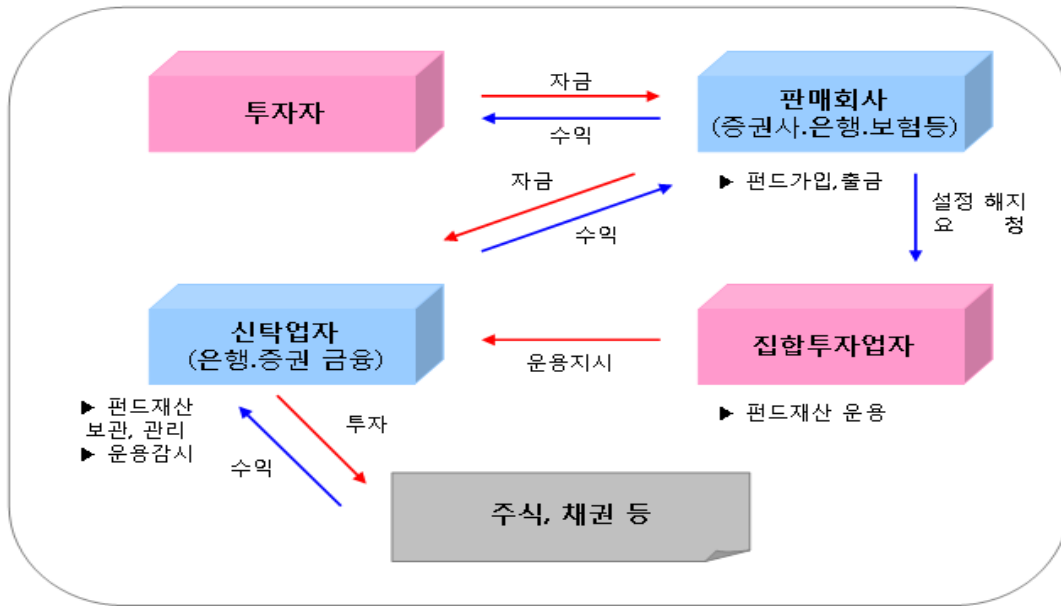 투자자
자금
수익
판매회사
(증권사.은행.보험등)
▶ 펀드가입,출금
자금
수익
설정 해지
요 청
신탁업자
(은행.증권 금융)
▶ 펀드재산
보관, 관리
▶ 운용감시
운용지시
집합투자업자
▶ 펀드재산 운용
투자
수익
주식, 채권 등